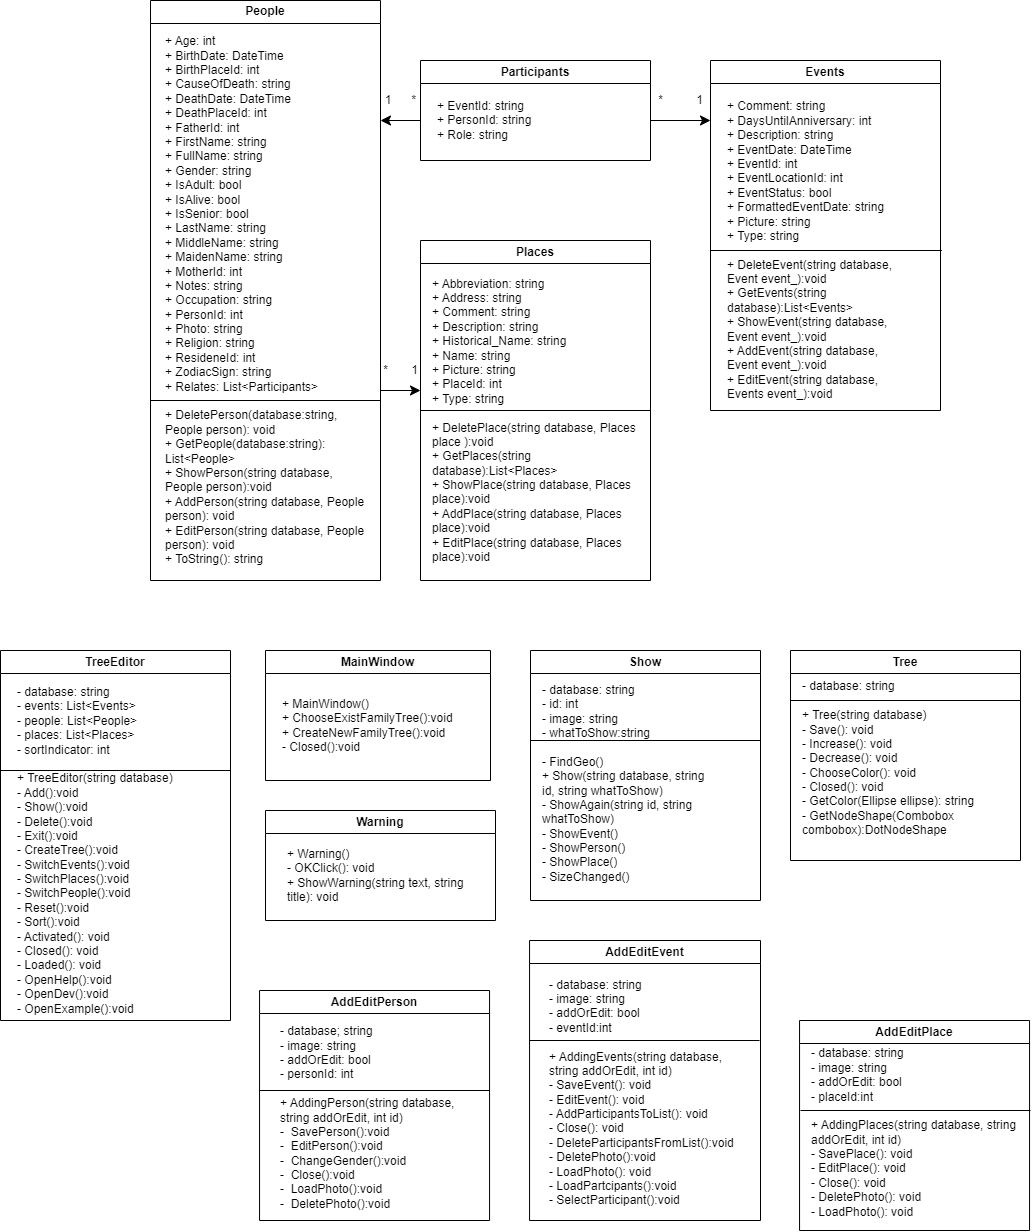 People
+ Age: int
+ BirthDate: DateTime
+ BirthPlaceId: int
+ CauseOfDeath: string
+ DeathDate: DateTime
+ DeathPlaceId: int
+ FatherId: int
+ FirstName: string
+ FullName: string
+ Gender: string
+ IsAdult: bool
+ IsAlive: bool
+ IsSenior: bool
+ LastName: string
+ MiddleName: string
+ MaidenName: string
+ MotherId: int
+ Notes: string
+ Occupation: string
+ PersonId: int
+ Photo: string
+ Religion: string
+ ResideneId: int
+ ZodiacSign: string
+ Relates: List<Participants>
+ DeletePerson(database:string,
People person): void
+ GetPeople(database:string):
List<People>
+ ShowPerson(string database,
People person):void
+ AddPerson(string database, People
person): void
+ EditPerson(string database, People
person): void
+ ToString(): string
1
*
Participants
+ EventId: string
+ PersonId: string
+ Role: string
*
1
Events
+ Comment: string
+ DaysUntilAnniversary: int
+ Description: string
+ EventDate: DateTime
+ EventId: int
+ EventLocationId: int
+ EventStatus: bool
+ FormattedEventDate: string
+ Picture: string
+ Type: string
+ DeleteEvent(string database,
Event event_):void
+ GetEvents(string
database):List<Events>
+ ShowEvent(string database,
Event event_):void
+ AddEvent(string database,
Event event_):void
+ EditEvent(string database,
Events event_):void
*
1
Places
+ Abbreviation: string
+ Address: string
+ Comment: string
+ Description: string
+ Historical_Name: string
+ Name: string
+ Picture: string
+ PlaceId: int
+ Type: string
+ DeletePlace(string database, Places
place ):void
+ GetPlaces(string
database):List<Places>
+ ShowPlace(string database, Places
place):void
+ AddPlace(string database, Places
place):void
+ EditPlace(string database, Places
place):void
TreeEditor
- database: string
- events: List<Events>
- people: List<People>
- places: List<Places>
- sortIndicator: int
+ TreeEditor(string database)
- Add():void
- Show():void
- Delete():void
- Exit():void
- CreateTree():void
- SwitchEvents():void
- SwitchPlaces():void
- SwitchPeople():void
- Reset():void
- Sort():void
- Activated(): void
- Closed(): void
- Loaded(): void
- OpenHelp():void
- OpenDev():void
- OpenExample():void
MainWindow
+ MainWindow()
+ ChooseExistFamilyTree():void
+ CreateNewFamilyTree():void
- Closed():void
Warning
+ Warning()
- OKClick(): void
+ ShowWarning(string text, string
title): void
Show
- database: string
- id: int
- image: string
- whatToShow:string
- FindGeo()
+ Show(string database, string
id, string whatToShow)
- ShowAgain(string id, string
whatToShow)
- ShowEvent()
- ShowPerson()
- ShowPlace()
- SizeChanged()
Tree
- database: string
+ Tree(string database)
- Save(): void
- Increase(): void
- Decrease(): void
- ChooseColor(): void
- Closed(): void
- GetColor(Ellipse ellipse): string
- GetNodeShape(Combobox
combobox):DotNodeShape
AddEditPerson
- database; string
- image: string
- addOrEdit: bool
- personId: int
+ AddingPerson(string database,
string addOrEdit, int id)
- SavePerson():void
- EditPerson():void
- ChangeGender():void
- Close():void
- LoadPhoto():void
- DeletePhoto():void
AddEditEvent
- database: string
- image: string
- addOrEdit: bool
- eventId:int
+ AddingEvents(string database,
string addOrEdit, int id)
- SaveEvent(): void
- EditEvent(): void
- AddParticipantsToList(): void
- Close(): void
- DeleteParticipantsFromList():void
- DeletePhoto():void
- LoadPhoto(): void
- LoadPartcipants():void
- SelectParticipant():void
AddEditPlace
- database: string
- image: string
- addOrEdit: bool
- placeId:int
+ AddingPlaces(string database, string
addOrEdit, int id)
- SavePlace(): void
- EditPlace(): void
- Close(): void
- DeletePhoto(): void
- LoadPhoto(): void